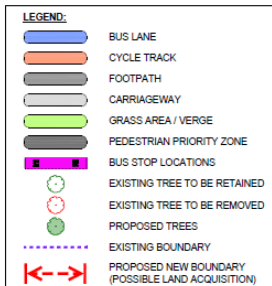 LEGEND:
BUS LANE
CYCLE TRACK
FOOTPATH
CARRIAGEWAY
GRASS AREA / VERGE
PEDESTRIAN PRIORITY ZONE
BUS STOP LOCATIONS
EXISTING TREE TO BE RETAINED
EXISTING TREE TO BE REMOVED
PROPOSED TREES
EXISTING BOUNDARY
PROPOSED NEW BOUNDARY
(POSSIBLE LAND ACQUISITION)